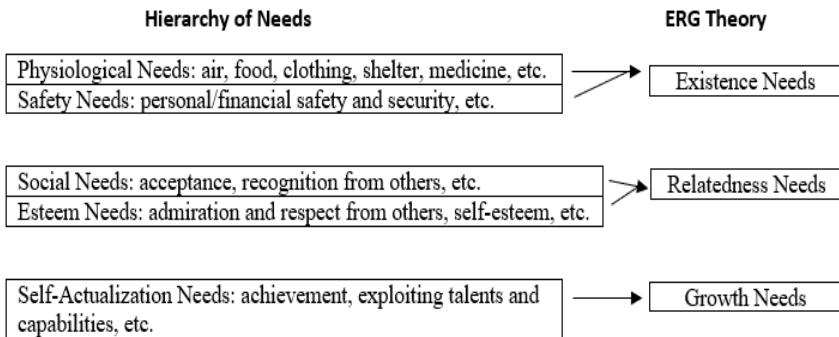 Hierarchy of Needs
ERG Theory
Physiological Needs: air, food, clothing, shelter, medicine, etc.
Safety Needs: personal/financial safety and security, etc.
Existence Needs
Social Needs: acceptance, recognition from others, etc.
Esteem Needs: admiration and respect from others, self-esteem, etc.
Relatedness Needs
Self-Actualization Needs: achievement, exploiting talents and
capabilities, etc.
Growth Needs